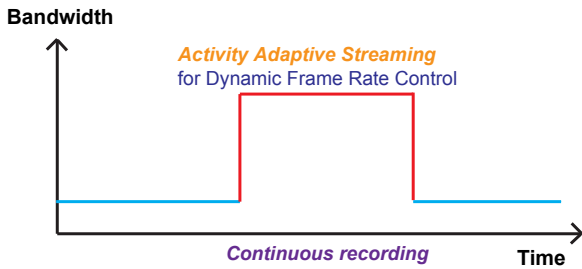 Bandwidth
Activity Adaptive Streaming
for Dynamic Frame Rate Control
Continuous recording
Time